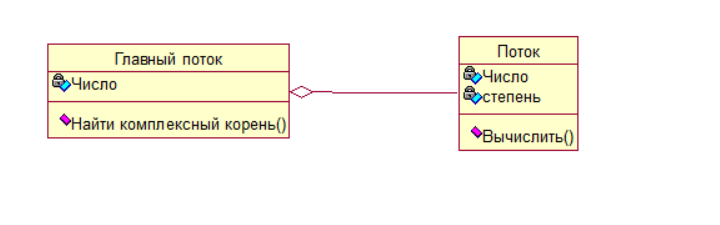 Главный поток
Число
Найти комплексный корень()
Поток
Число
степень
Вычислить()